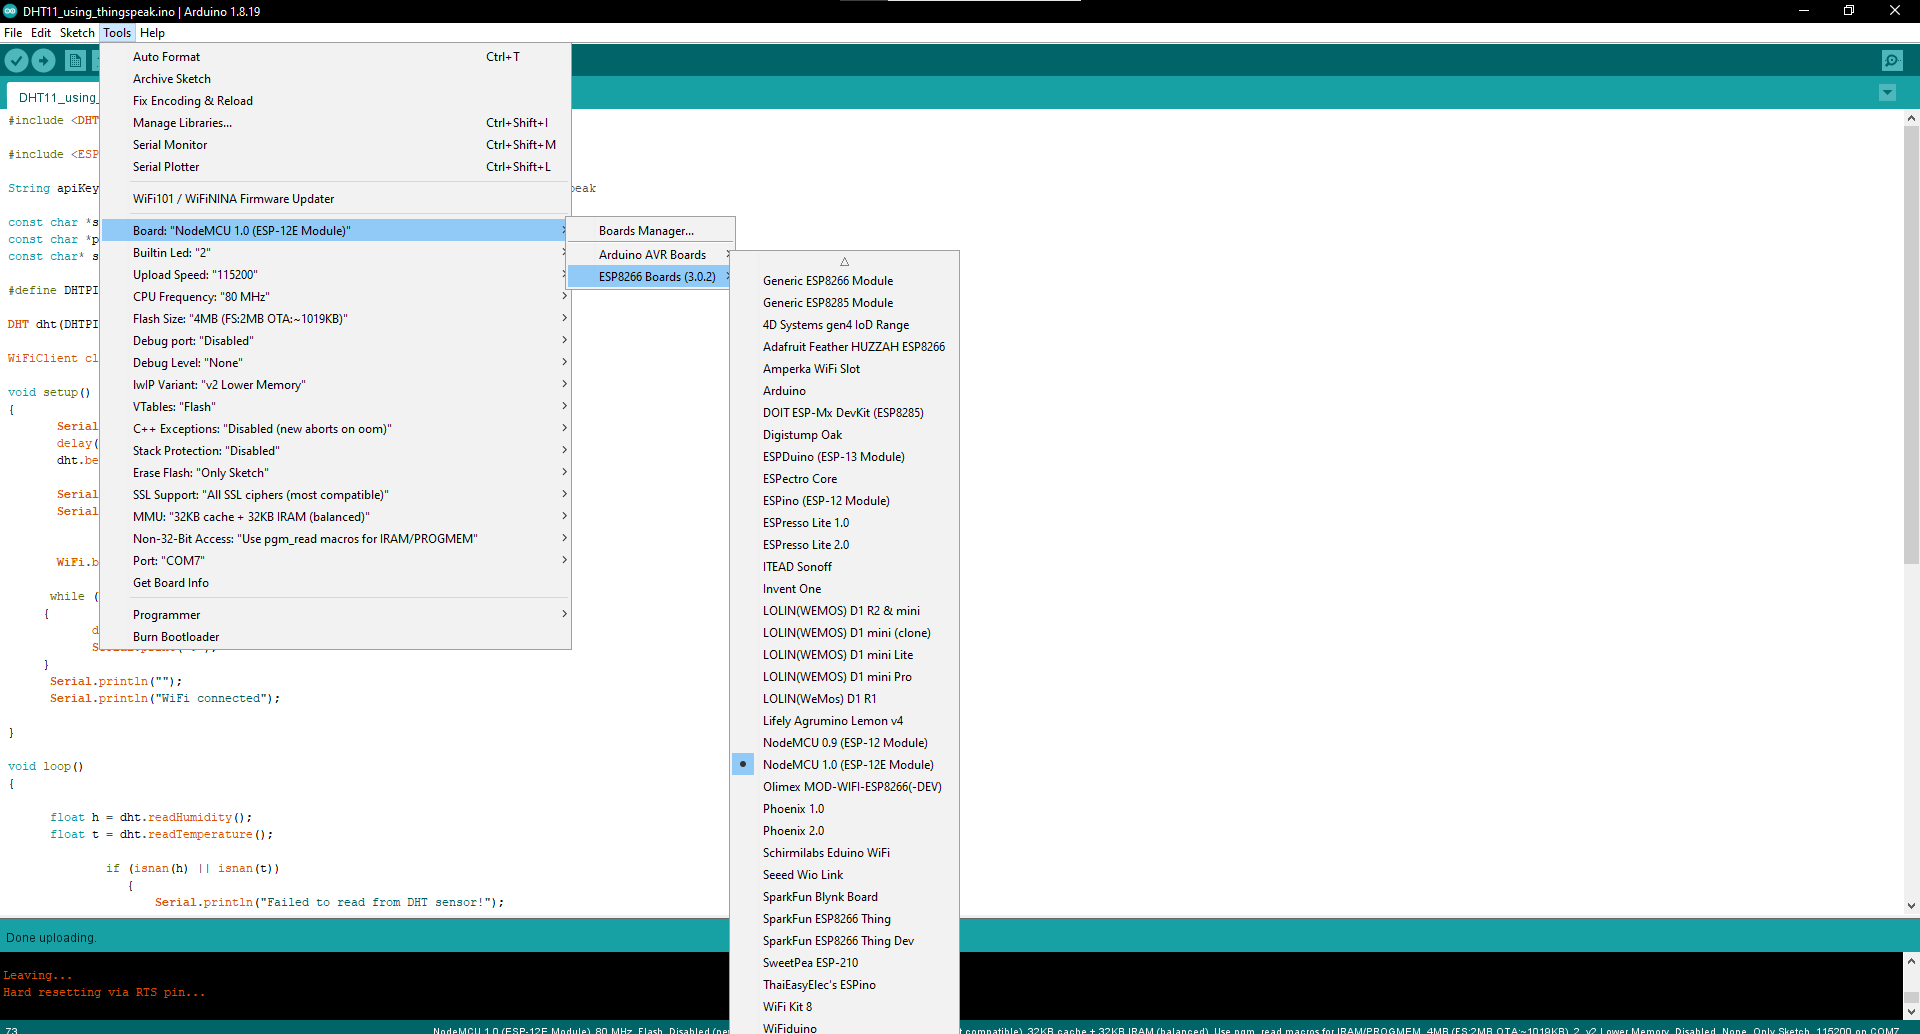 DHT11_using_thingspeak.ino | Arduino 1.8.19
File Edit Sketch Tools Help
DHT11_using_
Auto Format Ctrl+T
Archive Sketch
Fix Encoding & Reload
Manage Libraries... Ctrl+Shift+I
Serial Monitor Ctrl+Shift+M
Serial Plotter Ctrl+Shift+L
WiFi101 / WiFiNINA Firmware Updater
Board: "NodeMCU 1.0 (ESP-12E Module)"
Builtin Led: "2"
Upload Speed: "115200"
CPU Frequency: "80 MHz"
Flash Size: "4MB (FS:2MB OTA:~1019KB)"
Debug port: "Disabled"
Debug Level: "None"
lwIP Variant: "v2 Lower Memory"
VTables: "Flash"
C++ Exceptions: "Disabled (new aborts on oom)"
Stack Protection: "Disabled"
Erase Flash: "Only Sketch"
SSL Support: "All SSL ciphers (most compatible)"
MMU: "32KB cache + 32KB IRAM (balanced)"
Non-32-Bit Access: "Use pgm_read macros for IRAM/PROGMEM"
Port: "COM7"
Get Board Info
Programmer
Burn Bootloader
Boards Manager...
Arduino AVR Boards
ESP8266 Boards (3.0.2)
Generic ESP8266 Module
Generic ESP8285 Module
4D Systems gen4 IoD Range
Adafruit Feather HUZZAH ESP8266
Amperka WiFi Slot
Arduino
DOIT ESP-Mx DevKit (ESP8285)
Digistump Oak
ESPDuino (ESP-13 Module)
ESPectro Core
ESPino (ESP-12 Module)
ESPresso Lite 1.0
ESPresso Lite 2.0
ITEAD Sonoff
Invent One
LOLIN(WEMOS) D1 R2 & mini
LOLIN(WEMOS) D1 mini (clone)
LOLIN(WEMOS) D1 mini Lite
LOLIN(WEMOS) D1 mini Pro
LOLIN(WeMos) D1 R1
Lifely Agrumino Lemon v4
NodeMCU 0.9 (ESP-12 Module)
NodeMCU 1.0 (ESP-12E Module)
Olimex MOD-WIFI-ESP8266(-DEV)
Phoenix 1.0
Phoenix 2.0
Schirmilabs Eduino WiFi
Seeed Wio Link
SparkFun Blynk Board
SparkFun ESP8266 Thing
SparkFun ESP8266 Thing Dev
SweetPea ESP-210
ThaiEasyElec's ESPino
WiFi Kit 8
WiFiduino
#include <DHT
#include <ESP
String apiKey eak
const char *s
const char *p
const char* s
#define DHTPI
DHT dht(DHTPI
WiFiClient cl
void setup()
{
Serial
delay(
dht.be
Serial
Serial
WiFi.b
while (
{
d
}
Serial.println("");
Serial.println("WiFi connected");
}
void loop()
{
float h = dht.readHumidity();
float t = dht.readTemperature();
if (isnan(h) || isnan(t))
{
Serial.println("Failed to read from DHT sensor!");
Done uploading.
Leaving...
Hard resetting via RTS pin...
73 NodeMCU 1.0 (ESP-12E Module), 80 MHz, Flash, Disabled (ne t compatible), 32KB cache + 32KB IRAM (balanced), Use pgm_read macros for IRAM/PROGMEM, 4MB (FS:2MB OTA:~1019KB), 2, v2 Lower Memory, Disabled, None, Only Sketch, 115200 on COM7